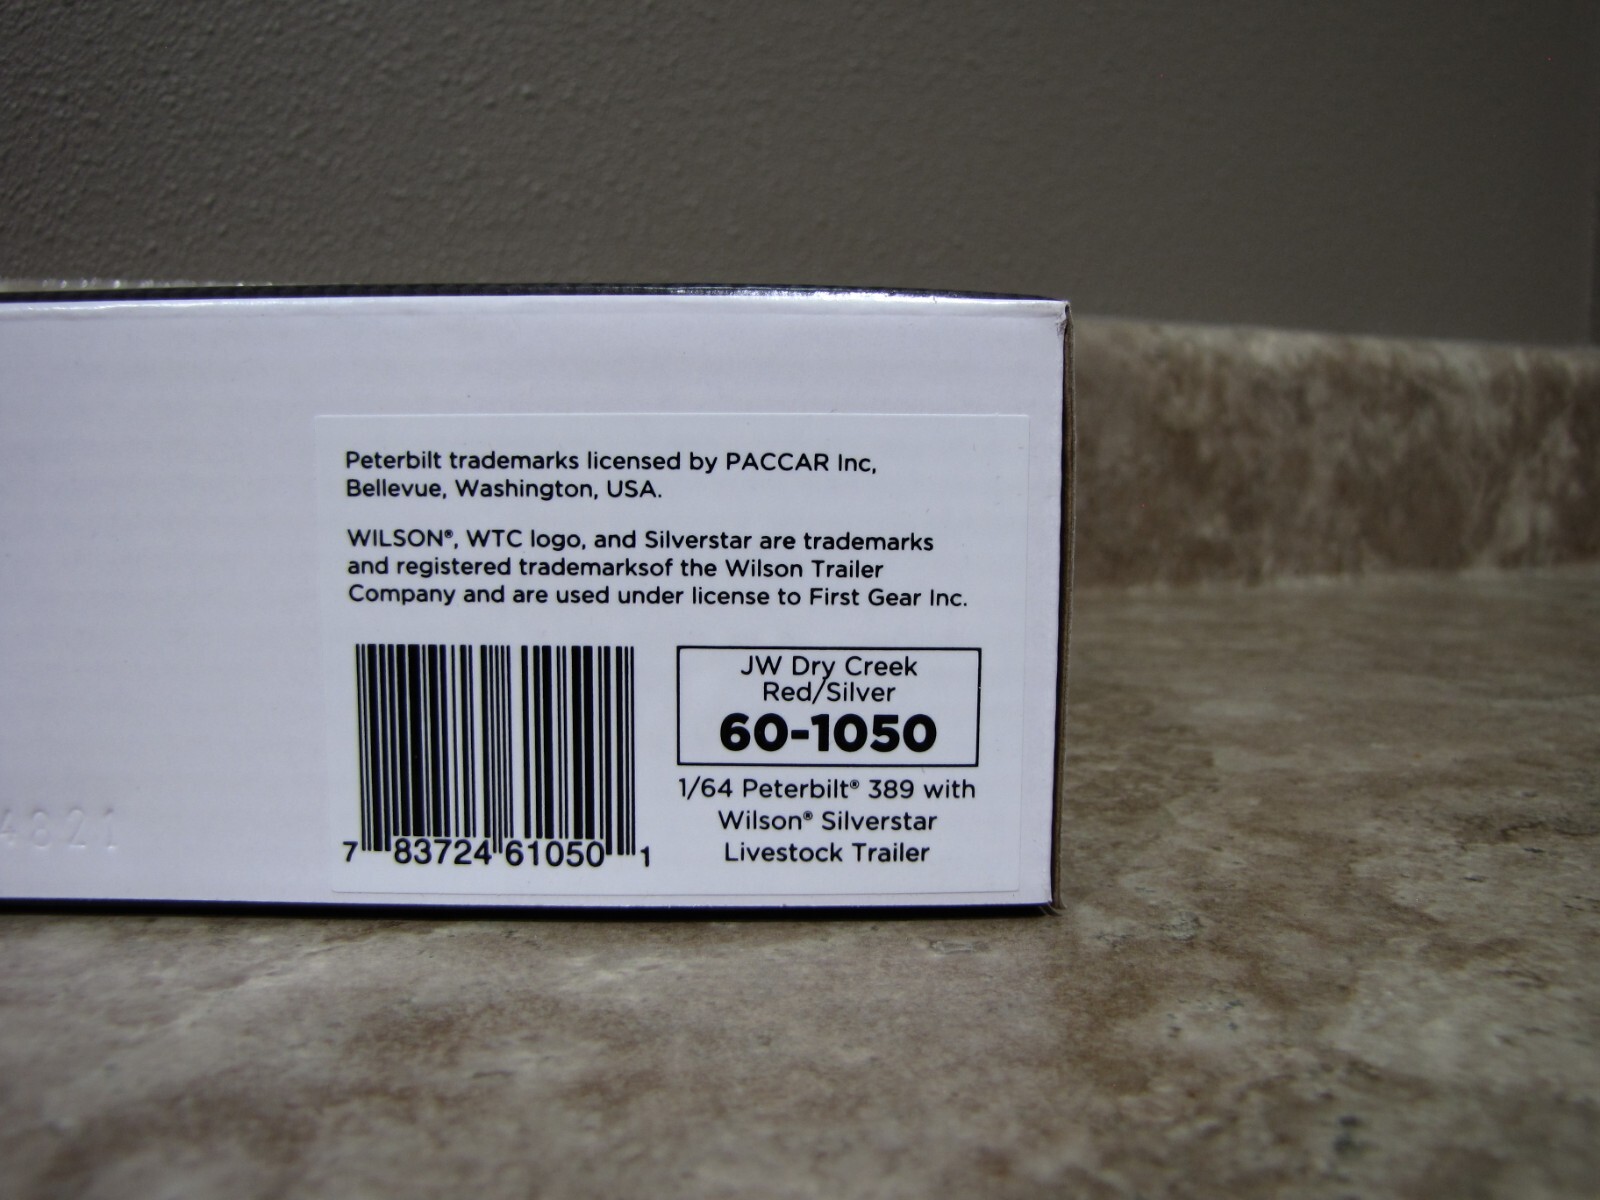 Peterbilt trademarks licensed by PACCAR Inc,
Bellevue, Washington, USA.
WILSON®, WTC logo, and Silverstar are trademarks
and registered trademarksof the Wilson Trailer
Company and are used under license to First Gear Inc.
JW Dry Creek
Red/Silver
60-1050
1/64 Peterbilt® 389 with
Wilson® Silverstar
Livestock Trailer
7 83724 61050 1
4821